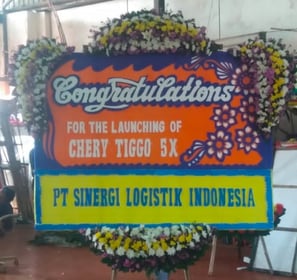 Congratulations
FOR THE LAUNCHING OF
CHERY TIGGO 5X
PT SINERGI LOGISTIK INDONESIA